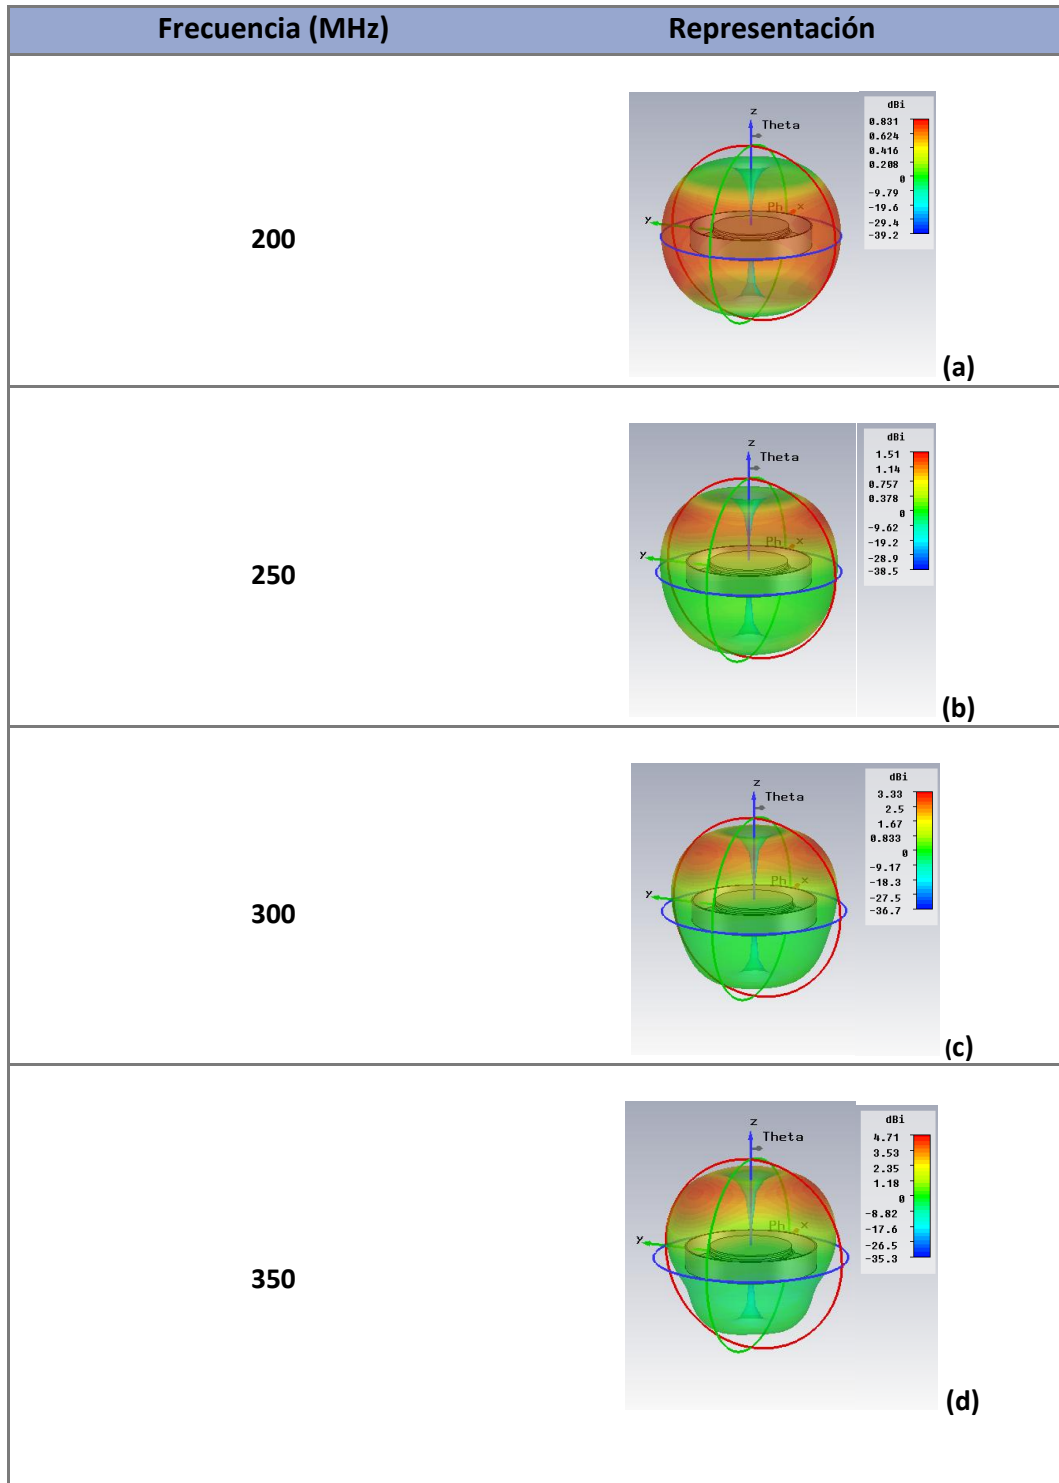 Frecuencia (MHz) Representación
200
dBi
0.831
0.624
0.416
0.208
0
-9.79
-19.6
-29.4
-39.2
z
Theta
Ph
x
y
(a)
250
dBi
1.51
1.14
0.757
0.378
0
-9.62
-19.2
-28.9
-38.5
z
Theta
Ph
x
y
(b)
300
dBi
3.33
2.5
1.67
0.833
0
-9.17
-18.3
-27.5
-36.7
z
Theta
Ph
x
y
(c)
350
dBi
4.71
3.53
2.35
1.18
0
-8.82
-17.6
-26.5
-35.3
z
Theta
Ph
x
y
(d)